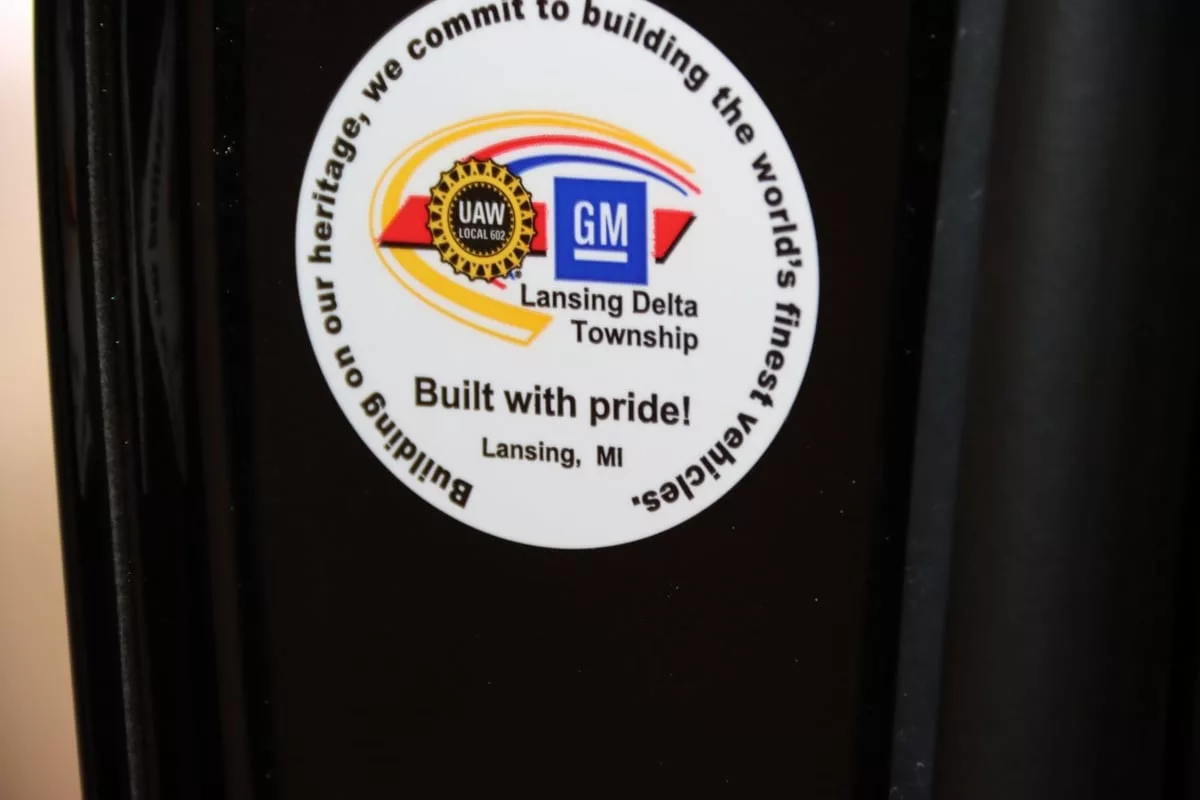 Building on our heritage, we commit to building the world's finest vehicles.
UAW
LOCAL 602
GM
Lansing Delta
Township
Built with pride!
Lansing, MI